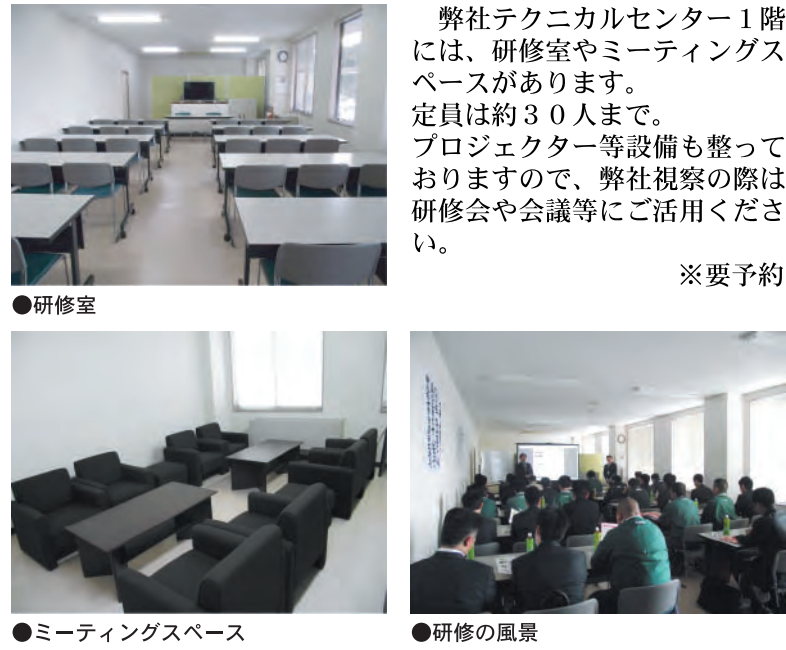 弊社テクニカルセンター１階
には、研修室やミーティングス
ペースがあります。
定員は約３０人まで。
プロジェクター等設備も整って
おりますので、弊社視察の際は
研修会や会議等にご活用くださ
い。
※要予約
●研修室
●ミーティングスペース
●研修の風景